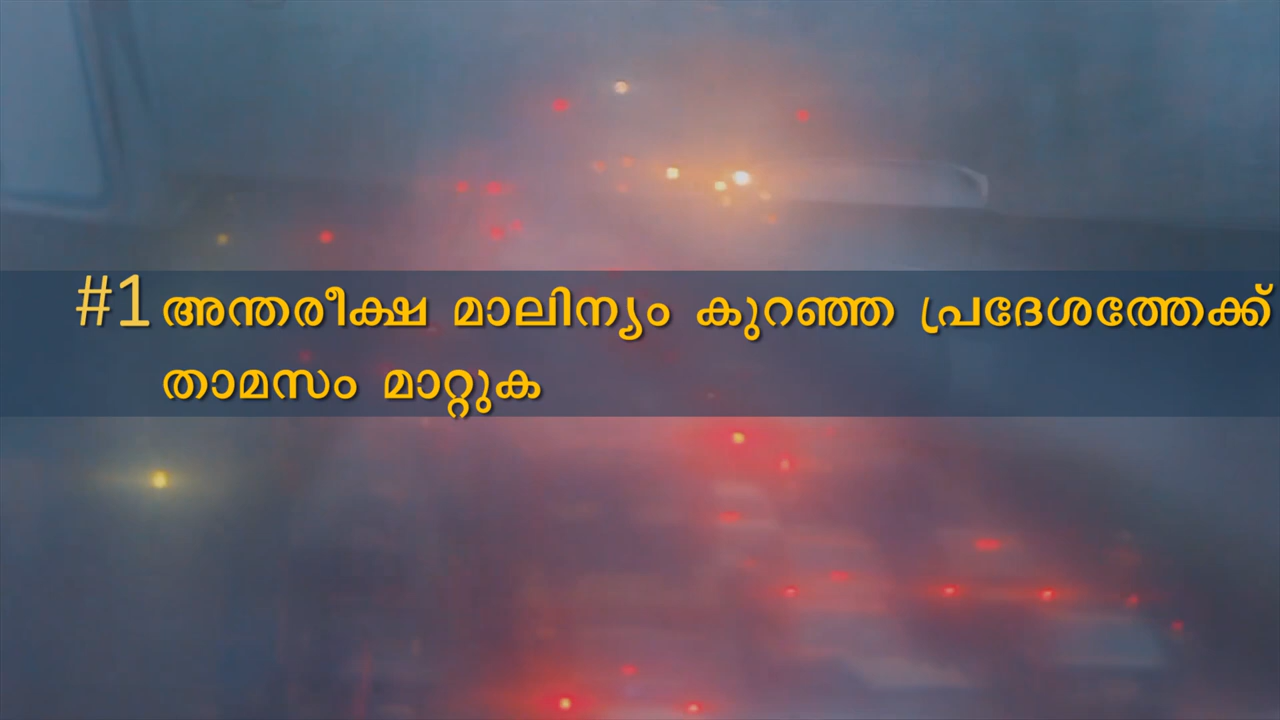 #1 അന്തരീക്ഷ മാലിന്യം കുറഞ്ഞ പ്രദേശത്തേക്ക്
താമസം മാറ്റുക